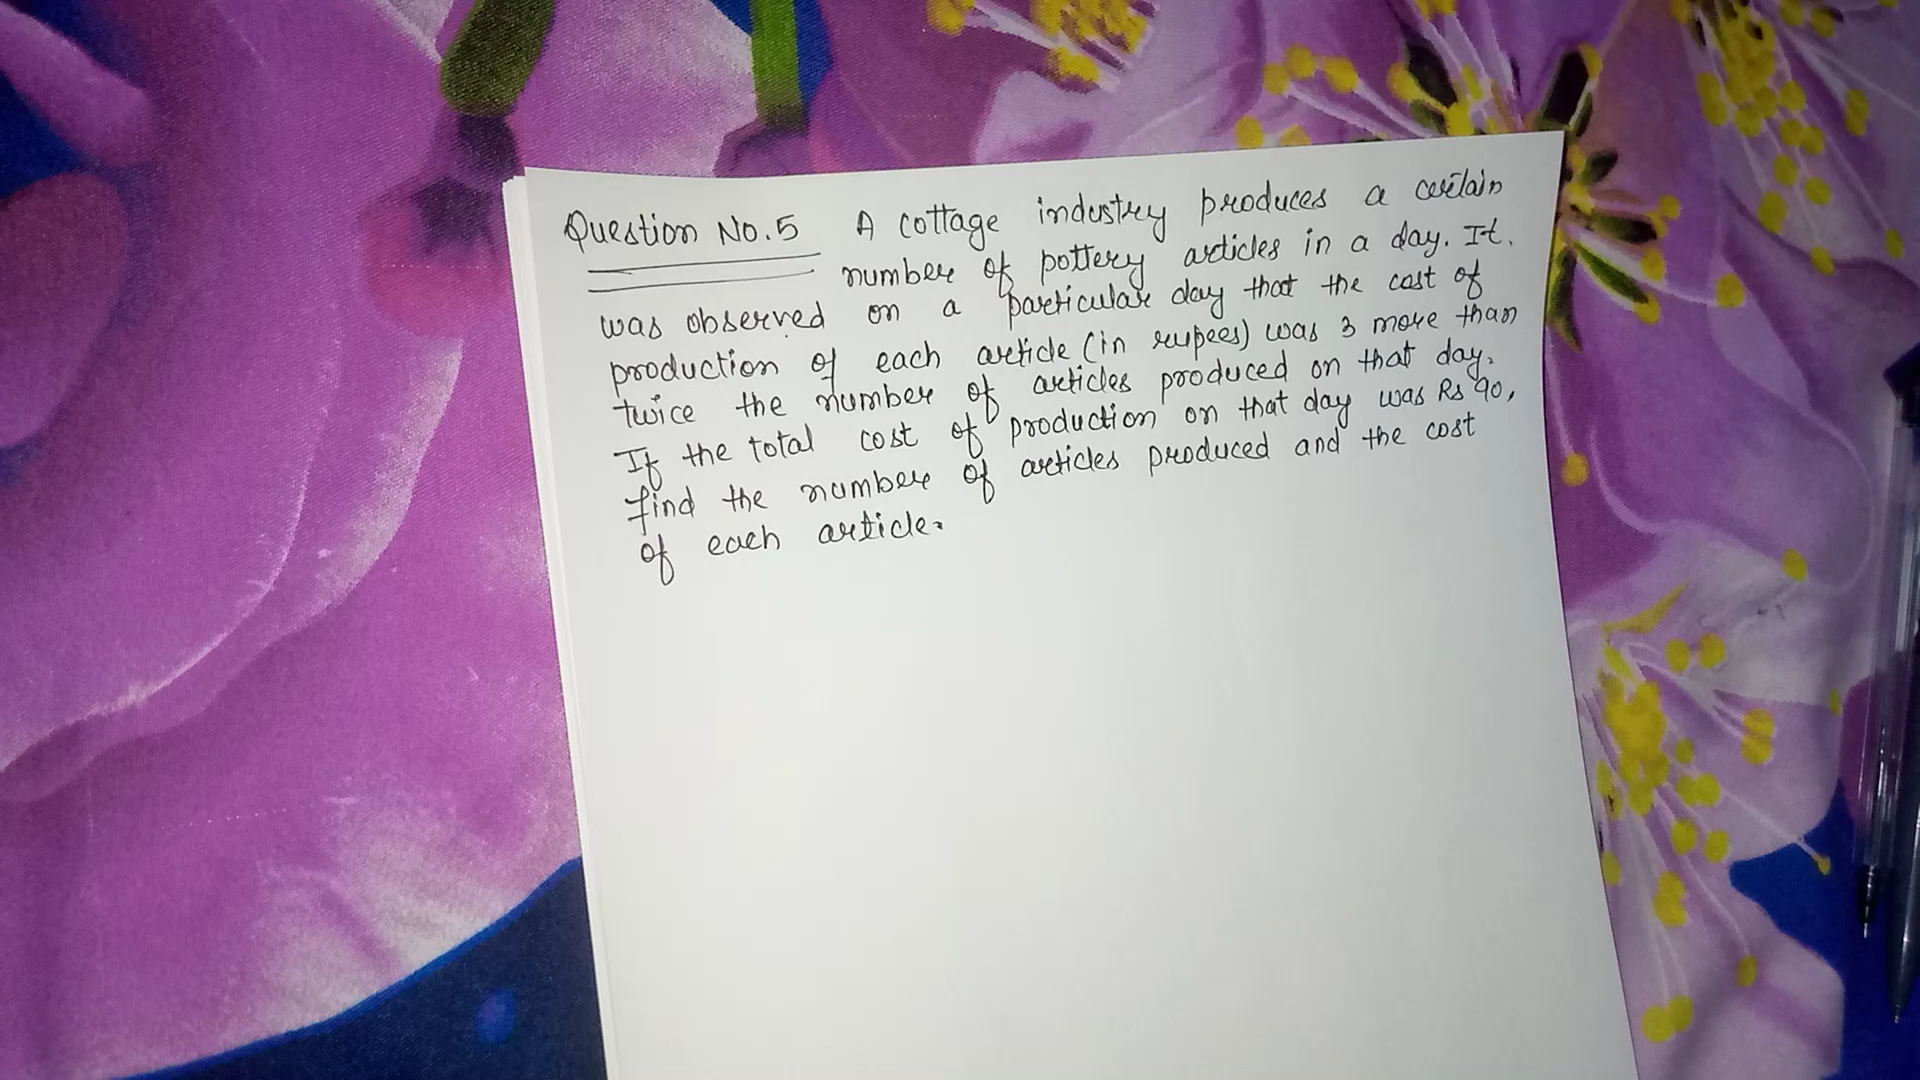 Question No.5 A cottage industry produces a certain
number of pottery articles in a day. It
was observed on a particular day that the cost of
production of each article (in rupees) was 3 more than
twice the number of articles produced on that day.
If the total cost of production on that day was Rs 90,
find the number of articles produced and the cost
of each article.